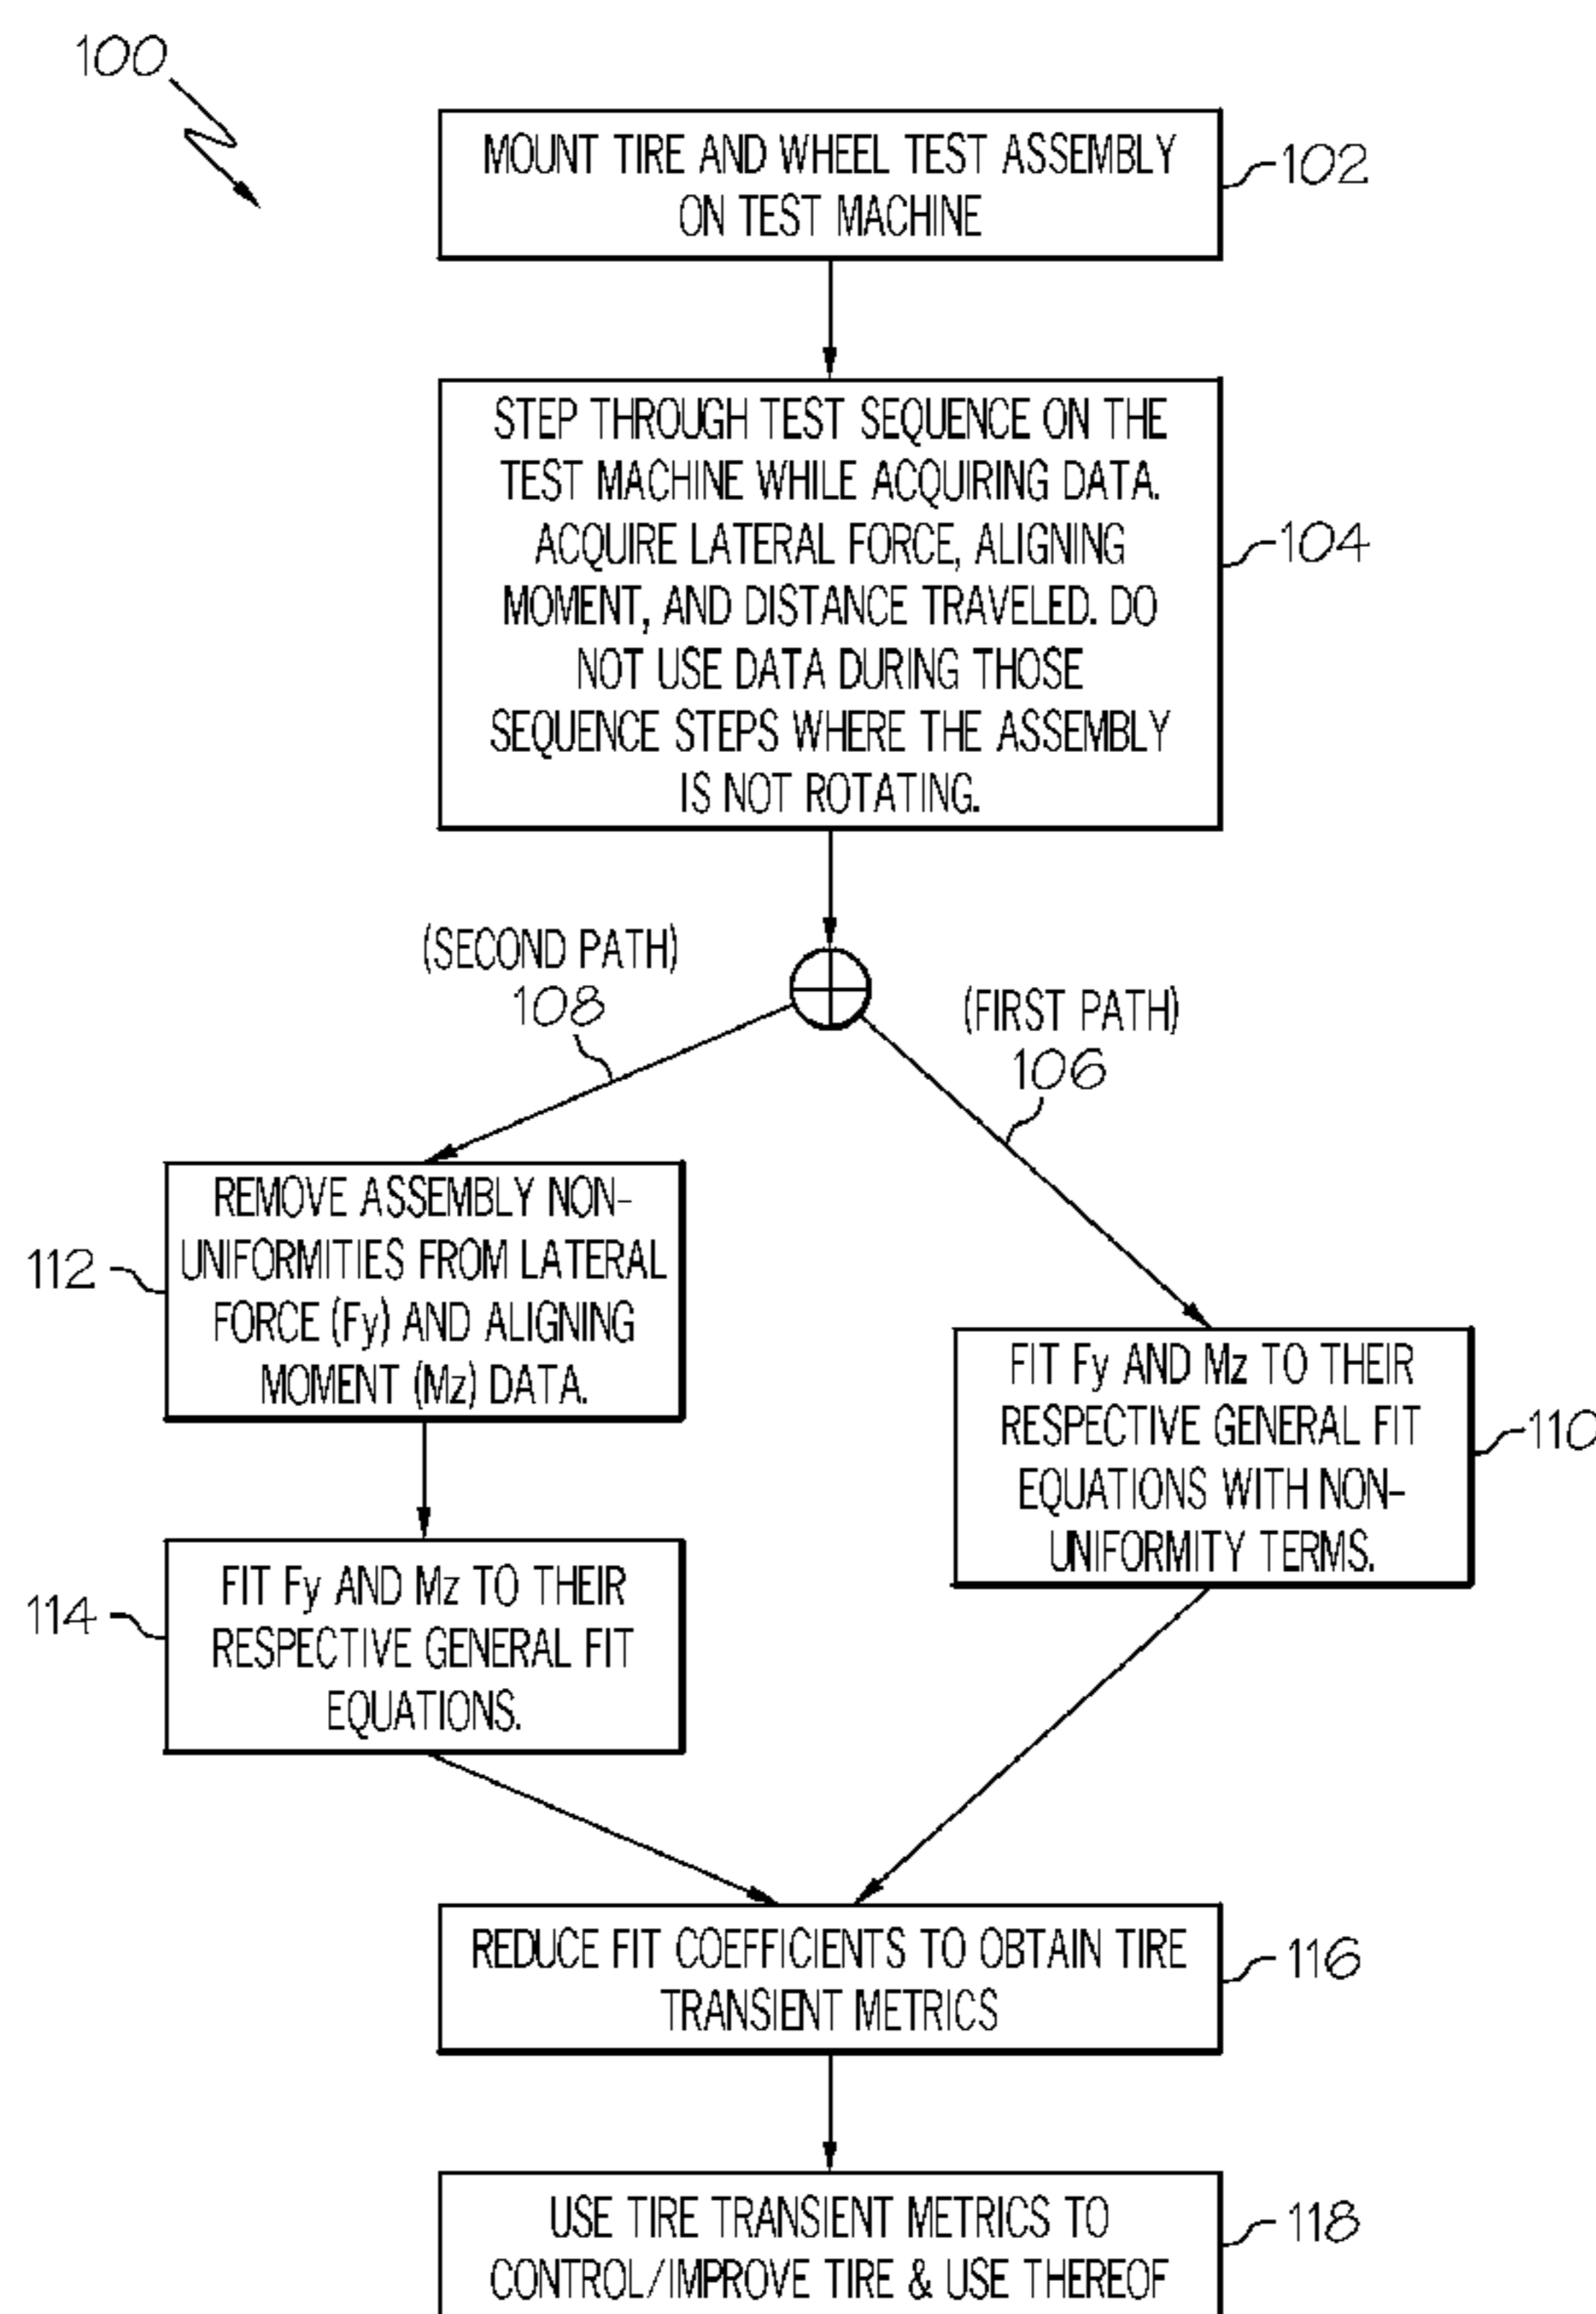 100
MOUNT TIRE AND WHEEL TEST ASSEMBLY
ON TEST MACHINE
102
STEP THROUGH TEST SEQUENCE ON THE
TEST MACHINE WHILE ACQUIRING DATA.
ACQUIRE LATERAL FORCE, ALIGNING
MOMENT, AND DISTANCE TRAVELED. DO
NOT USE DATA DURING THOSE
SEQUENCE STEPS WHERE THE ASSEMBLY
IS NOT ROTATING.
104
(SECOND PATH)
108
(FIRST PATH)
106
REMOVE ASSEMBLY NON-
UNIFORMITIES FROM LATERAL
FORCE (Fy) AND ALIGNING
MOMENT (Mz) DATA.
112
FIT Fy AND Mz TO THEIR
RESPECTIVE GENERAL FIT
EQUATIONS WITH NON-
UNIFORMITY TERMS.
110
FIT Fy AND Mz TO THEIR
RESPECTIVE GENERAL FIT
EQUATIONS.
114
REDUCE FIT COEFFICIENTS TO OBTAIN TIRE
TRANSIENT METRICS
116
USE TIRE TRANSIENT METRICS TO
CONTROL/IMPROVE TIRE & USE THEREOF
118